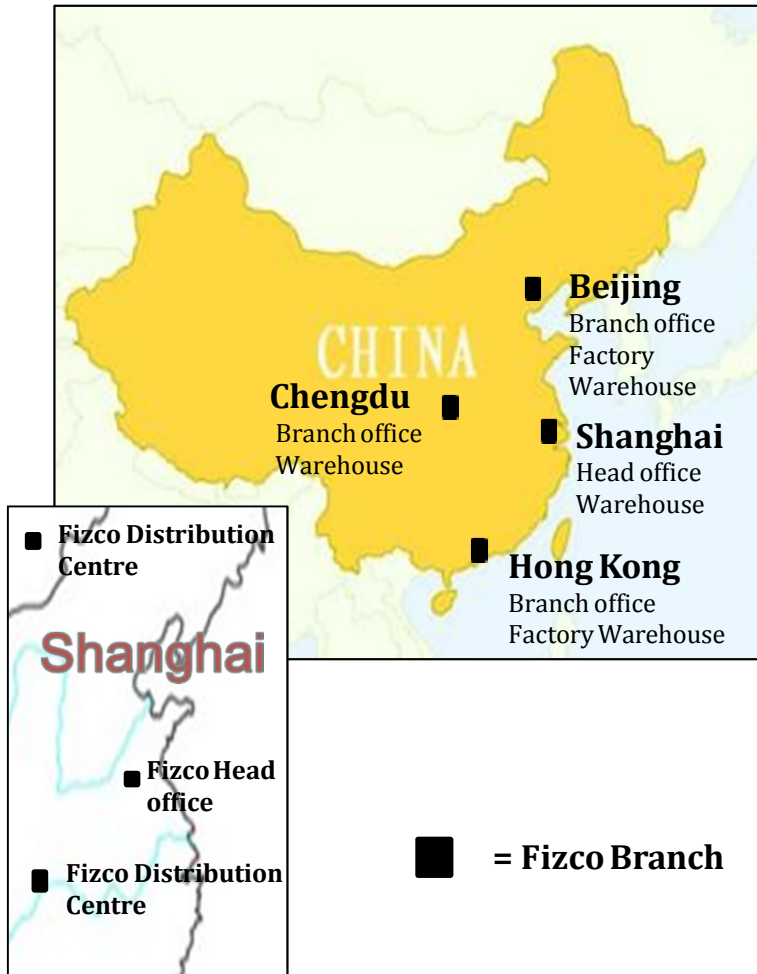 CHINA
Beijing
Branch office
Factory
Warehouse
Chengdu
Branch office
Warehouse
Shanghai
Head office
Warehouse
Hong Kong
Branch office
Factory Warehouse
Fizco Distribution
Centre
Shanghai
Fizco Head
office
Fizco Distribution
Centre
= Fizco Branch